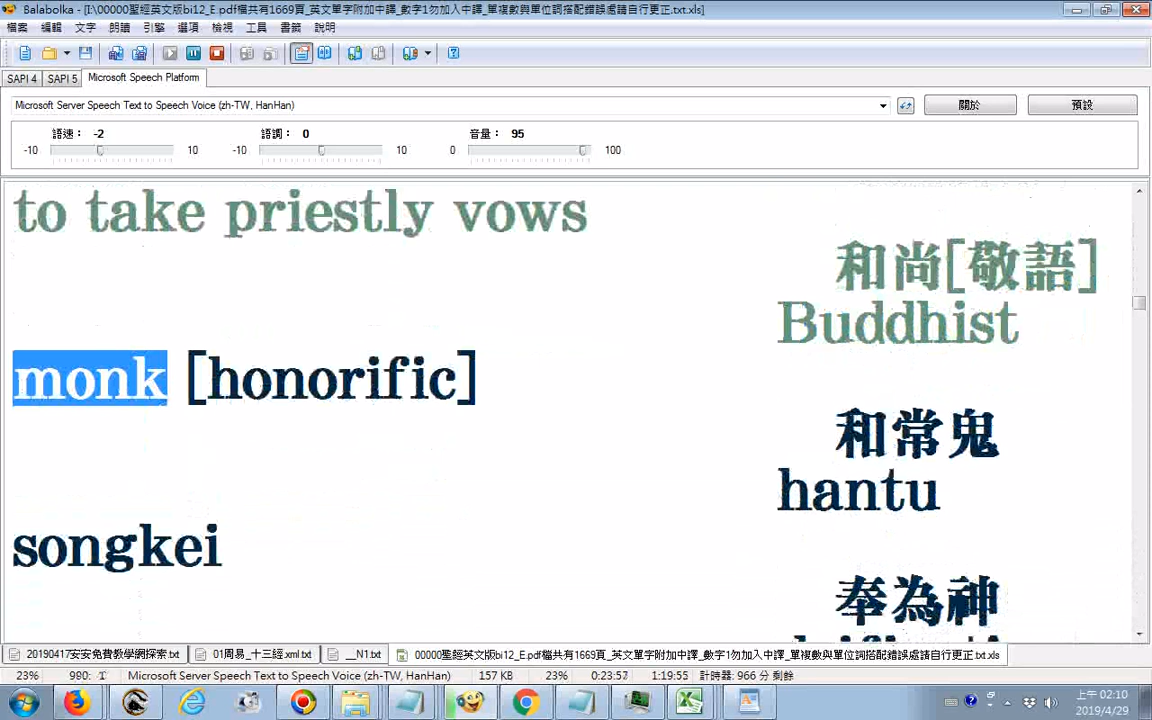 Balabolka - [I:\00000聖經英文版bi12_E.pdf檔共有1669頁_英文單字附加中譯_數字1勿加入中譯_單複數與單位詞搭配錯誤處請自行更正.txt.xls]
檔案 編輯 文字 朗讀 引擎 選項 檢視 工具 書籤 說明
SAPI 4 SAPI 5 Microsoft Speech Platform
Microsoft Server Speech Text to Speech Voice (zh-TW, HanHan) 關於 預設
語速： -2 語調： 0 音量： 95
-10 10 -10 10 0 100
to take priestly vows
和尚[敬語]
Buddhist
monk [honorific]
和常鬼
hantu
songkei
奉為神
20190417安安免費教學網探索.txt 01周易_十三經.xml.txt __N1.txt 00000聖經英文版bi12_E.pdf檔共有1669頁_英文單字附加中譯_數字1勿加入中譯_單複數與單位詞搭配錯誤處請自行更正.txt.xls
23% 980: 1 Microsoft Server Speech Text to Speech Voice (zh-TW, HanHan) 157 KB 23% 0:23:57 1:19:55 計時器： 966 分 剩餘
上午 02:10
2019/4/29